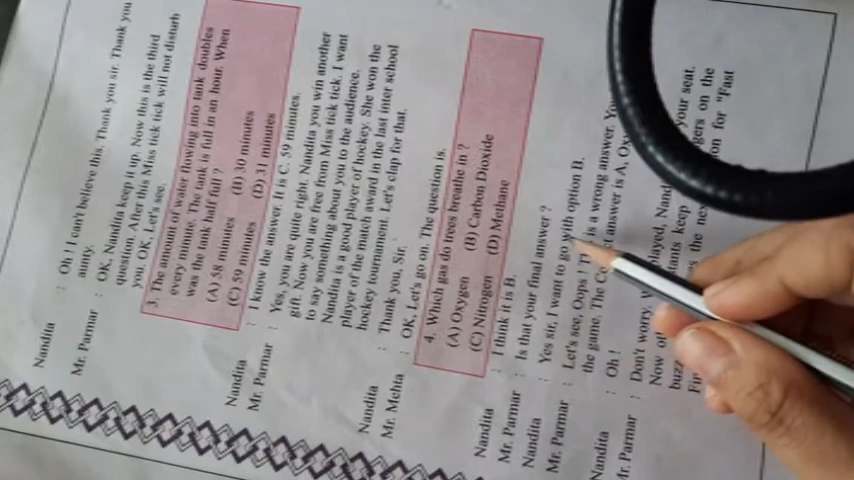 Nandita : Oh ! I can't believe this. Thank you sir. Thank you
aunty.
Mr. Parmar : OK, Nandita keep it up. Now this is the third
question. After this Miss tick tick will not disturb
you, OK, Let's see.
3. The amount of water flowing into tank doubles
every minute. The tank is full in an hour. When
was the tank half full ?
(A) 58 minutes (B) 30 minutes
(C) 59 minutes (D) 31 minutes
Nandita : I know the answer. It is C. 59 minutes.
Mr. Parmar : Yes, you are quite right. Nandita you win another
gift. Now you are free from Miss tick tick. I want
to say something about you to the audience.
Nandita is a good player of hockey. She won the
player of the match award in the last inter school
hockey tournament. Let's clap for that.
Nandita : Thank you, Sir.
Mr. Mehta : OK, Let's go on. The question is.
4. Which gas do trees breathe in ?
(A) Oxygen (B) Carbon Dioxide
(C) Nitrogen (D) Methane
Nandita : I think it is B.
Mr. Parmar : Is that your final answer ?
Nandita : Yes sir, I want to go with option B.
Mr. Parmar : Let's see, Oops ! is a wrong answer.
the game. The answer is A,
Nandita : Oh !
Mr. Parmar : Don't worry. played, your seat.
Now keep on the
buzz the for "Fast